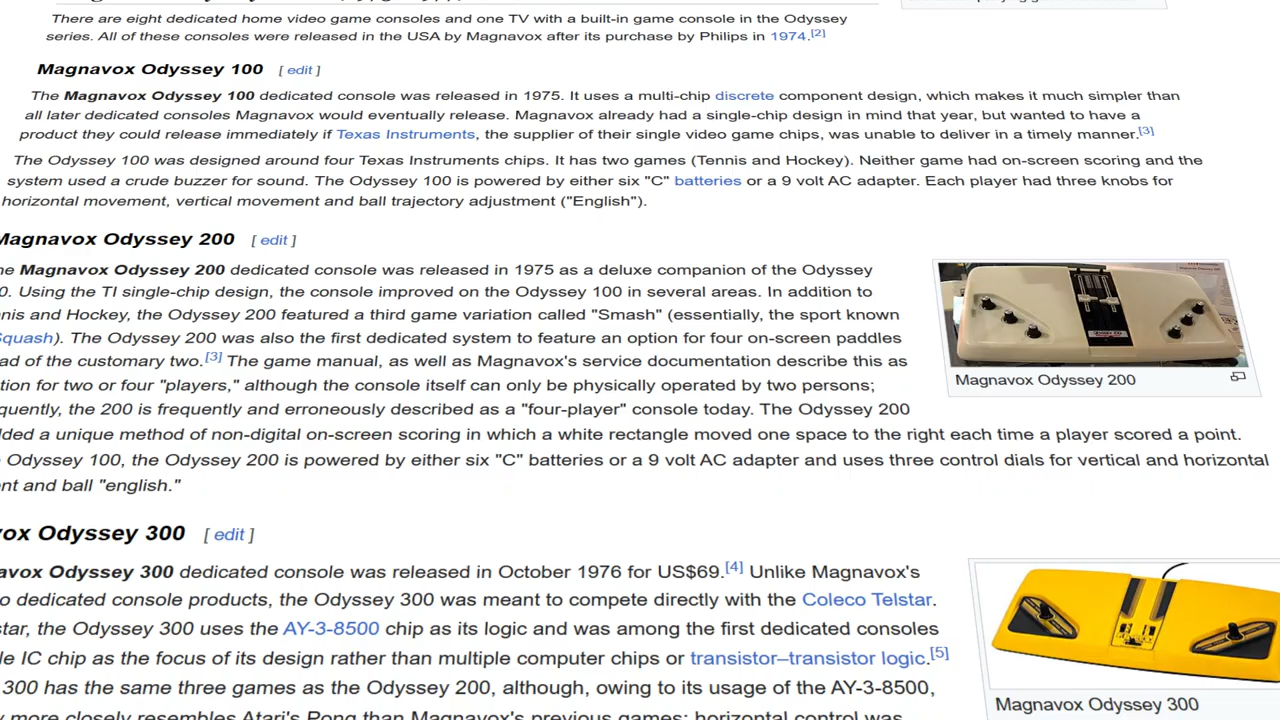 There are eight dedicated home video game consoles and one TV with a built-in game console in the Odyssey
series. All of these consoles were released in the USA by Magnavox after its purchase by Philips in 1974.[2]
Magnavox Odyssey 100 [ edit ]
The Magnavox Odyssey 100 dedicated console was released in 1975. It uses a multi-chip discrete component design, which makes it much simpler than
all later dedicated consoles Magnavox would eventually release. Magnavox already had a single-chip design in mind that year, but wanted to have a
product they could release immediately if Texas Instruments, the supplier of their single video game chips, was unable to deliver in a timely manner.[3]
The Odyssey 100 was designed around four Texas Instruments chips. It has two games (Tennis and Hockey). Neither game had on-screen scoring and the
system used a crude buzzer for sound. The Odyssey 100 is powered by either six "C" batteries or a 9 volt AC adapter. Each player had three knobs for
horizontal movement, vertical movement and ball trajectory adjustment ("English").
Magnavox Odyssey 200 [ edit ]
he Magnavox Odyssey 200 dedicated console was released in 1975 as a deluxe companion of the Odyssey
0. Using the TI single-chip design, the console improved on the Odyssey 100 in several areas. In addition to
nnis and Hockey, the Odyssey 200 featured a third game variation called "Smash" (essentially, the sport known
Squash). The Odyssey 200 was also the first dedicated system to feature an option for four on-screen paddles
ead of the customary two.[3] The game manual, as well as Magnavox's service documentation describe this as
tion for two or four "players," although the console itself can only be physically operated by two persons;
quently, the 200 is frequently and erroneously described as a "four-player" console today. The Odyssey 200
dded a unique method of non-digital on-screen scoring in which a white rectangle moved one space to the right each time a player scored a point.
Odyssey 100, the Odyssey 200 is powered by either six "C" batteries or a 9 volt AC adapter and uses three control dials for vertical and horizontal
ent and ball "english."
Magnavox Odyssey 200
vox Odyssey 300 [ edit ]
avox Odyssey 300 dedicated console was released in October 1976 for US$69.[4] Unlike Magnavox's
o dedicated console products, the Odyssey 300 was meant to compete directly with the Coleco Telstar.
star, the Odyssey 300 uses the AY-3-8500 chip as its logic and was among the first dedicated consoles
le IC chip as the focus of its design rather than multiple computer chips or transistor–transistor logic.[5]
300 has the same three games as the Odyssey 200, although, owing to its usage of the AY-3-8500,
y more closely resembles Atari's Pong than Magnavox's previous games; horizontal control was
Magnavox Odyssey 300